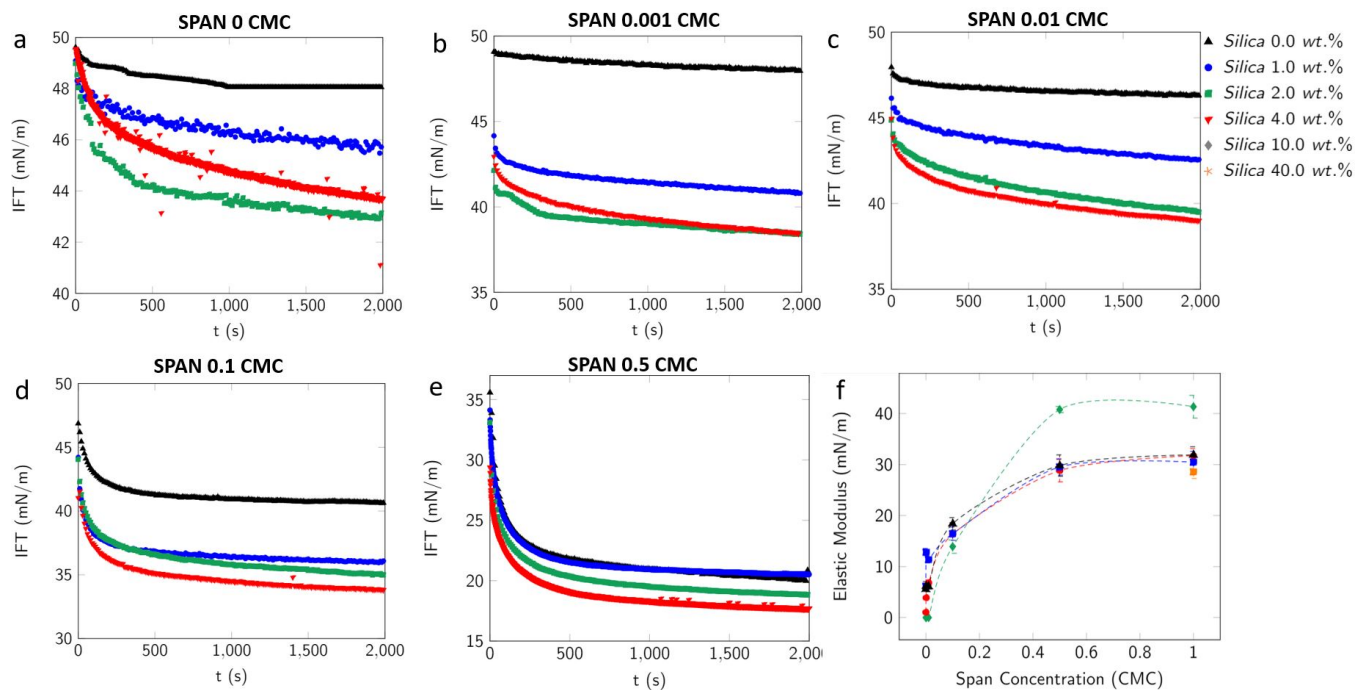 SPAN 0 CMC
a
50
48
46
44
42
40
IFT (mN/m)
0
500
1,000
1,500
2,000
t (s)
SPAN 0.001 CMC
b
50
45
40
35
IFT (mN/m)
0
500
1,000
1,500
2,000
t (s)
SPAN 0.01 CMC
c
50
45
40
35
IFT (mN/m)
0
500
1,000
1,500
2,000
t (s)
Silica 0.0 wt.%
Silica 1.0 wt.%
Silica 2.0 wt.%
Silica 4.0 wt.%
Silica 10.0 wt.%
Silica 40.0 wt.%
SPAN 0.1 CMC
d
50
45
40
35
30
IFT (mN/m)
0
500
1,000
1,500
2,000
t (s)
SPAN 0.5 CMC
e
35
30
25
20
15
IFT (mN/m)
0
500
1,000
1,500
2,000
t (s)
f
40
30
20
10
0
Elastic Modulus (mN/m)
0
0.2
0.4
0.6
0.8
1
Span Concentration (CMC)